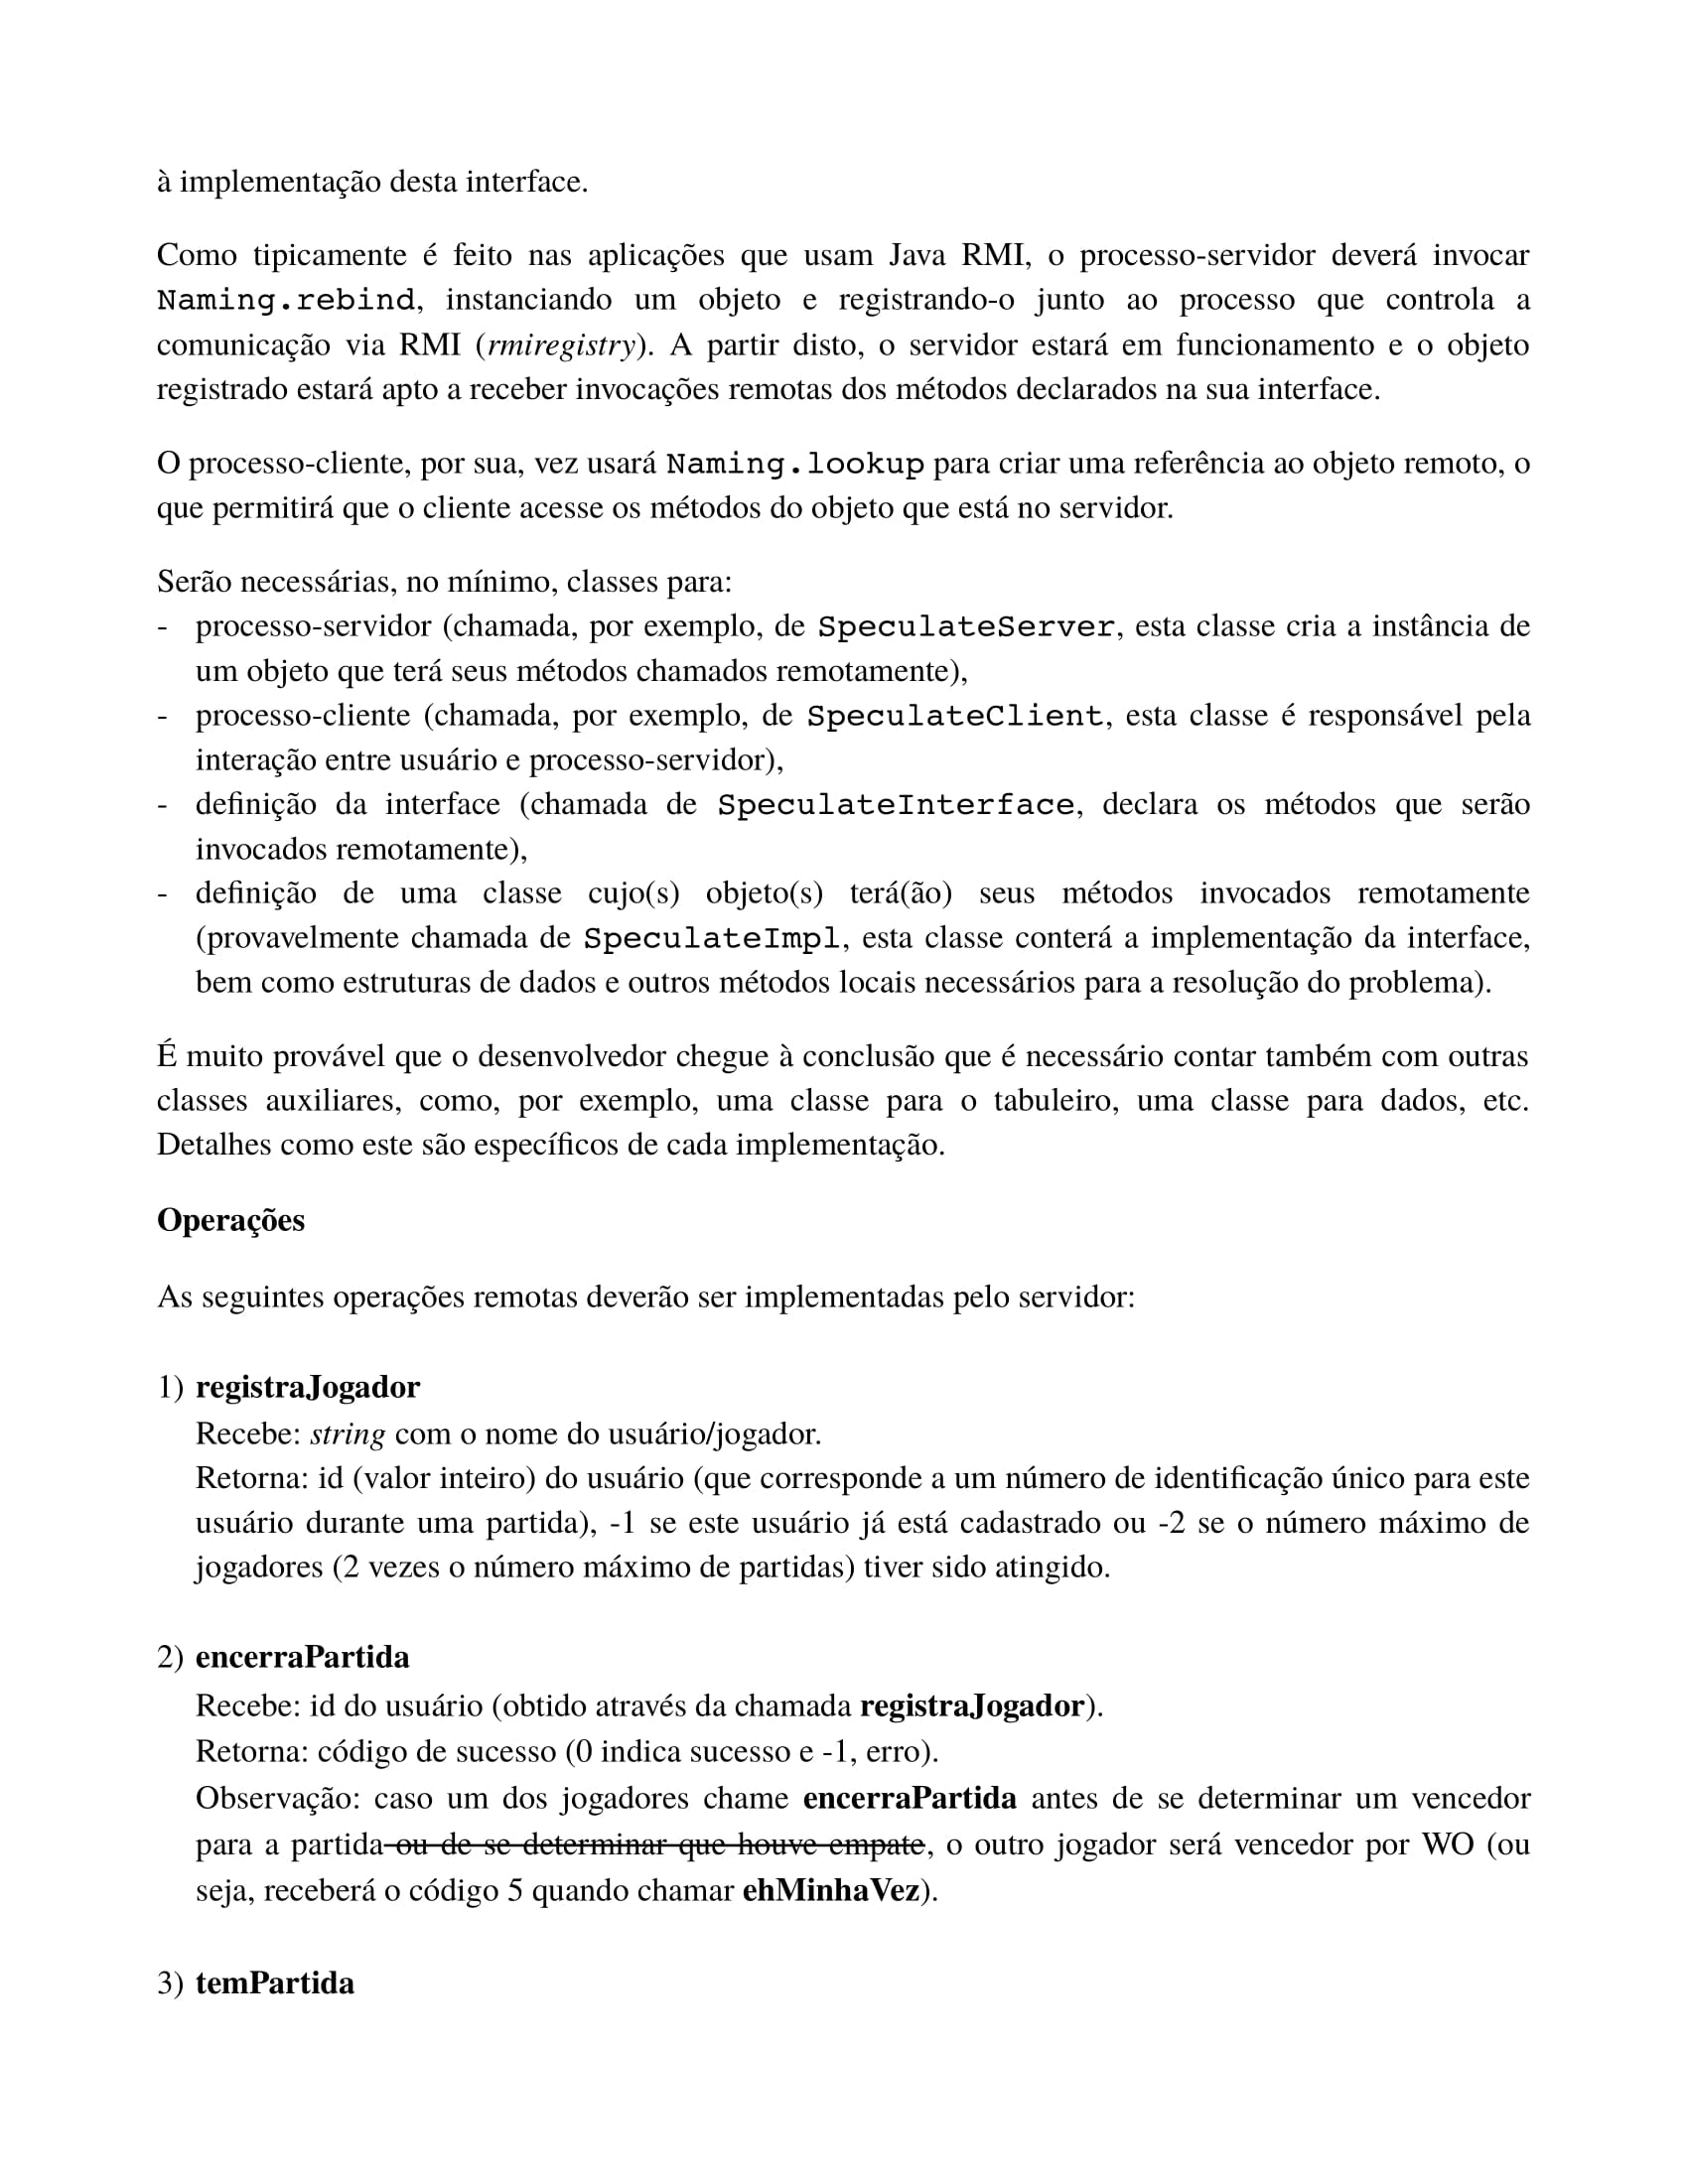 à implementação desta interface.
Como tipicamente é feito nas aplicações que usam Java RMI, o processo-servidor deverá invocar
Naming.rebind, instanciando um objeto e registrando-o junto ao processo que controla a
comunicação via RMI (rmiregistry). A partir disto, o servidor estará em funcionamento e o objeto
registrado estará apto a receber invocações remotas dos métodos declarados na sua interface.
O processo-cliente, por sua, vez usará Naming.lookup para criar uma referência ao objeto remoto, o
que permitirá que o cliente acesse os métodos do objeto que está no servidor.
Serão necessárias, no mínimo, classes para:
- processo-servidor (chamada, por exemplo, de SpeculateServer, esta classe cria a instância de
um objeto que terá seus métodos chamados remotamente),
- processo-cliente (chamada, por exemplo, de SpeculateClient, esta classe é responsável pela
interação entre usuário e processo-servidor),
- definição da interface (chamada de SpeculateInterface, declara os métodos que serão
invocados remotamente),
- definição de uma classe cujo(s) objeto(s) terá(ão) seus métodos invocados remotamente
(provavelmente chamada de SpeculateImpl, esta classe conterá a implementação da interface,
bem como estruturas de dados e outros métodos locais necessários para a resolução do problema).
É muito provável que o desenvolvedor chegue à conclusão que é necessário contar também com outras
classes auxiliares, como, por exemplo, uma classe para o tabuleiro, uma classe para dados, etc.
Detalhes como este são específicos de cada implementação.
Operações
As seguintes operações remotas deverão ser implementadas pelo servidor:
1) registraJogador
Recebe: string com o nome do usuário/jogador.
Retorna: id (valor inteiro) do usuário (que corresponde a um número de identificação único para este
usuário durante uma partida), -1 se este usuário já está cadastrado ou -2 se o número máximo de
jogadores (2 vezes o número máximo de partidas) tiver sido atingido.
2) encerraPartida
Recebe: id do usuário (obtido através da chamada registraJogador).
Retorna: código de sucesso (0 indica sucesso e -1, erro).
Observação: caso um dos jogadores chame encerraPartida antes de se determinar um vencedor
para a partida ou de se determinar que houve empate, o outro jogador será vencedor por WO (ou
seja, receberá o código 5 quando chamar ehMinhaVez).
3) temPartida